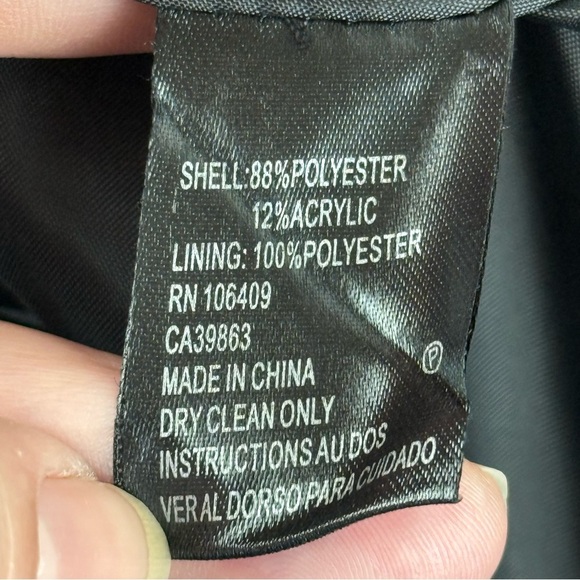 SHELL:88%POLYESTER
12%ACRYLIC
LINING: 100%POLYESTER
RN 106409
CA39863
MADE IN CHINA
DRY CLEAN ONLY
INSTRUCTIONS AU DOS
VER AL DORSO PARA CUIDADO
P